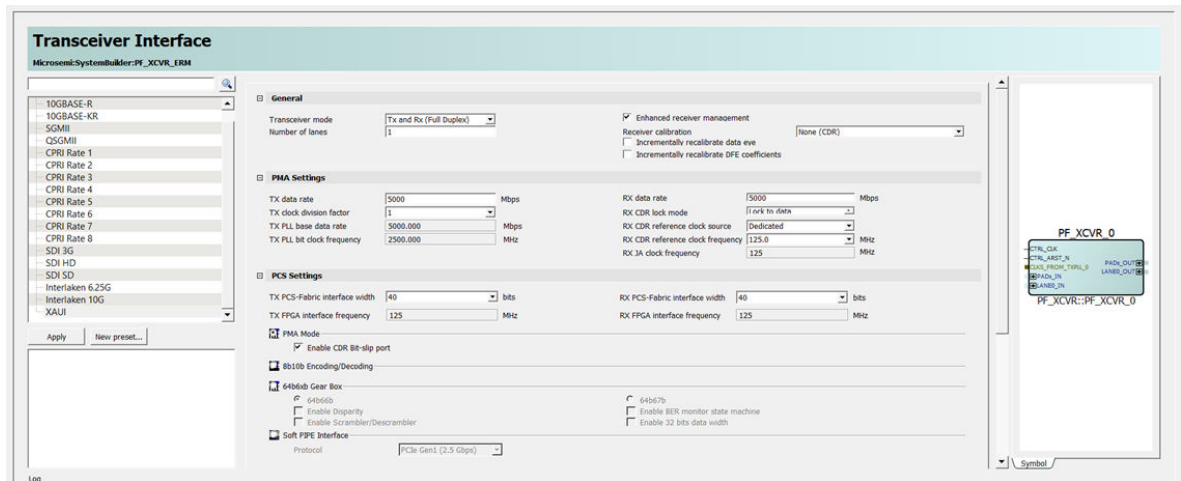 Transceiver Interface
Microsemi:SystemBuilder:PF_XCVR_ERM
10GBASE-R
10GBASE-KR
SGMII
QSGMII
CPRI Rate 1
CPRI Rate 2
CPRI Rate 3
CPRI Rate 4
CPRI Rate 5
CPRI Rate 6
CPRI Rate 7
CPRI Rate 8
SDI 3G
SDI HD
SDI SD
Interlaken 6.25G
Interlaken 10G
XAUI
Apply New preset...
General
Transceiver mode Tx and Rx (Full Duplex) Enhanced receiver management
Number of lanes 1 Receiver calibration None (CDR)
Incrementally recalibrate data eye
Incrementally recalibrate DFE coefficients
PMA Settings
TX data rate 5000 Mbps RX data rate 5000 Mbps
TX clock division factor 1 RX CDR lock mode Lock to data
TX PLL base data rate 5000.000 Mbps RX CDR reference clock source Dedicated
TX PLL bit clock frequency 2500.000 MHz RX CDR reference clock frequency 125.0 MHz
RX JA clock frequency 125 MHz
PCS Settings
TX PCS-Fabric interface width 40 bits RX PCS-Fabric interface width 40 bits
TX FPGA interface frequency 125 MHz RX FPGA interface frequency 125 MHz
PMA Mode
Enable CDR Bit-slip port
8b10b Encoding/Decoding
64b6xb Gear Box
64b66b 64b67b
Enable Disparity Enable BER monitor state machine
Enable Scrambler/Descrambler Enable 32 bits data width
Soft PIPE Interface
Protocol PCIe Gen1 (2.5 Gbps)
PF_XCVR_0
CTRL_CLK
CTRL_ARST_N
CLKS_FROM_TXPLL_0 PADs_OUT
PADs_IN LANE0_OUT
LANE0_IN
PF_XCVR::PF_XCVR_0
Symbol
Log